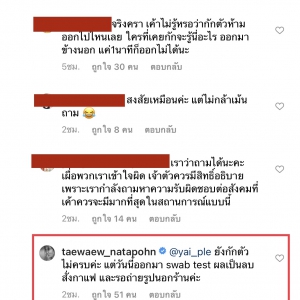 จริงครา เค้าไม่รู้หรอว่ากักตัวห้าม
ออกไปไหนเลย ใครที่เคยกักจะรู้นี่อะไร ออกมา
ข้างนอก แค่1นาทีก็ออกไม่ได้นะ
5ชม. ถูกใจ 30 คน ตอบกลับ
สงสัยเหมือนค่ะ แต่ไม่กล้าเม้น
ถาม 😂
2ชม. ถูกใจ 8 คน ตอบกลับ
เราว่าถามได้นะคะ
เผื่อพวกเราเข้าใจผิด เจ้าตัวควรมีสิทธิ์อธิบาย
เพราะเรากำลังถามหาความรับผิดชอบต่อสังคมที่
เค้าควรจะมีมากที่สุดในสถานการณ์แบบนี้
2ชม. ถูกใจ 14 คน ตอบกลับ
taewaew_natapohn @yai_ple ยังกักตัว
ไม่ครบค่ะ แต่วันนี้ออกมา swab test ผลเป็นลบ
สั่งกาแฟ และรอถ่ายรูปนอกร้านค่ะ
2ชม. ถูกใจ 51 คน ตอบกลับ